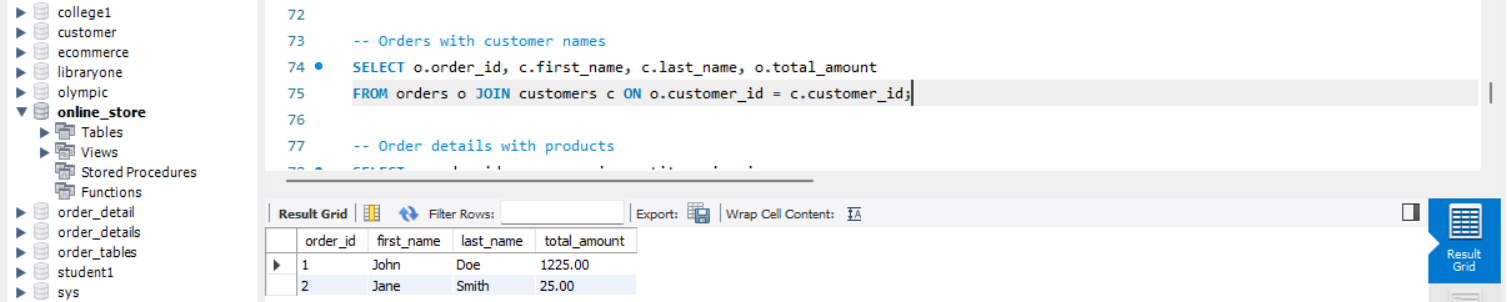 college1
customer
ecommerce
libraryone
olympic
online_store
Tables
Views
Stored Procedures
Functions
order_detail
order_details
order_tables
student1
sys
72
73 -- Orders with customer names
74 SELECT o.order_id, c.first_name, c.last_name, o.total_amount
75 FROM orders o JOIN customers c ON o.customer_id = c.customer_id;
76
77 -- Order details with products
Result Grid Filter Rows: Export: Wrap Cell Content:
order_id first_name last_name total_amount
1 John Doe 1225.00
2 Jane Smith 25.00
Result
Grid